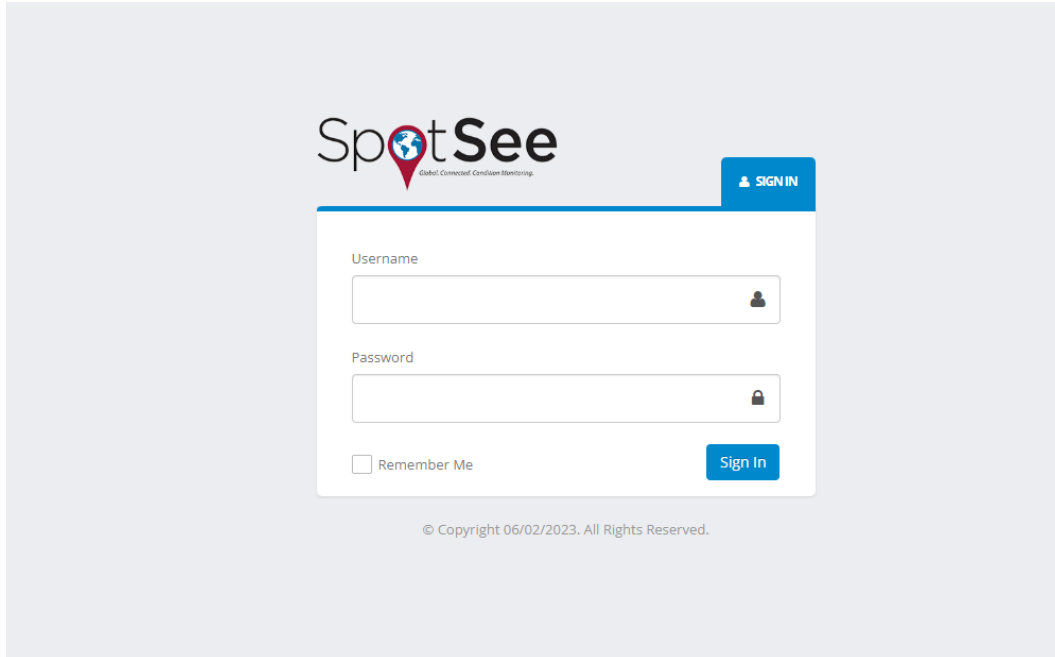 SpotSee
Global. Connected. Condition Monitoring.
SIGN IN
Username
Password
Remember Me
Sign In
© Copyright 06/02/2023. All Rights Reserved.